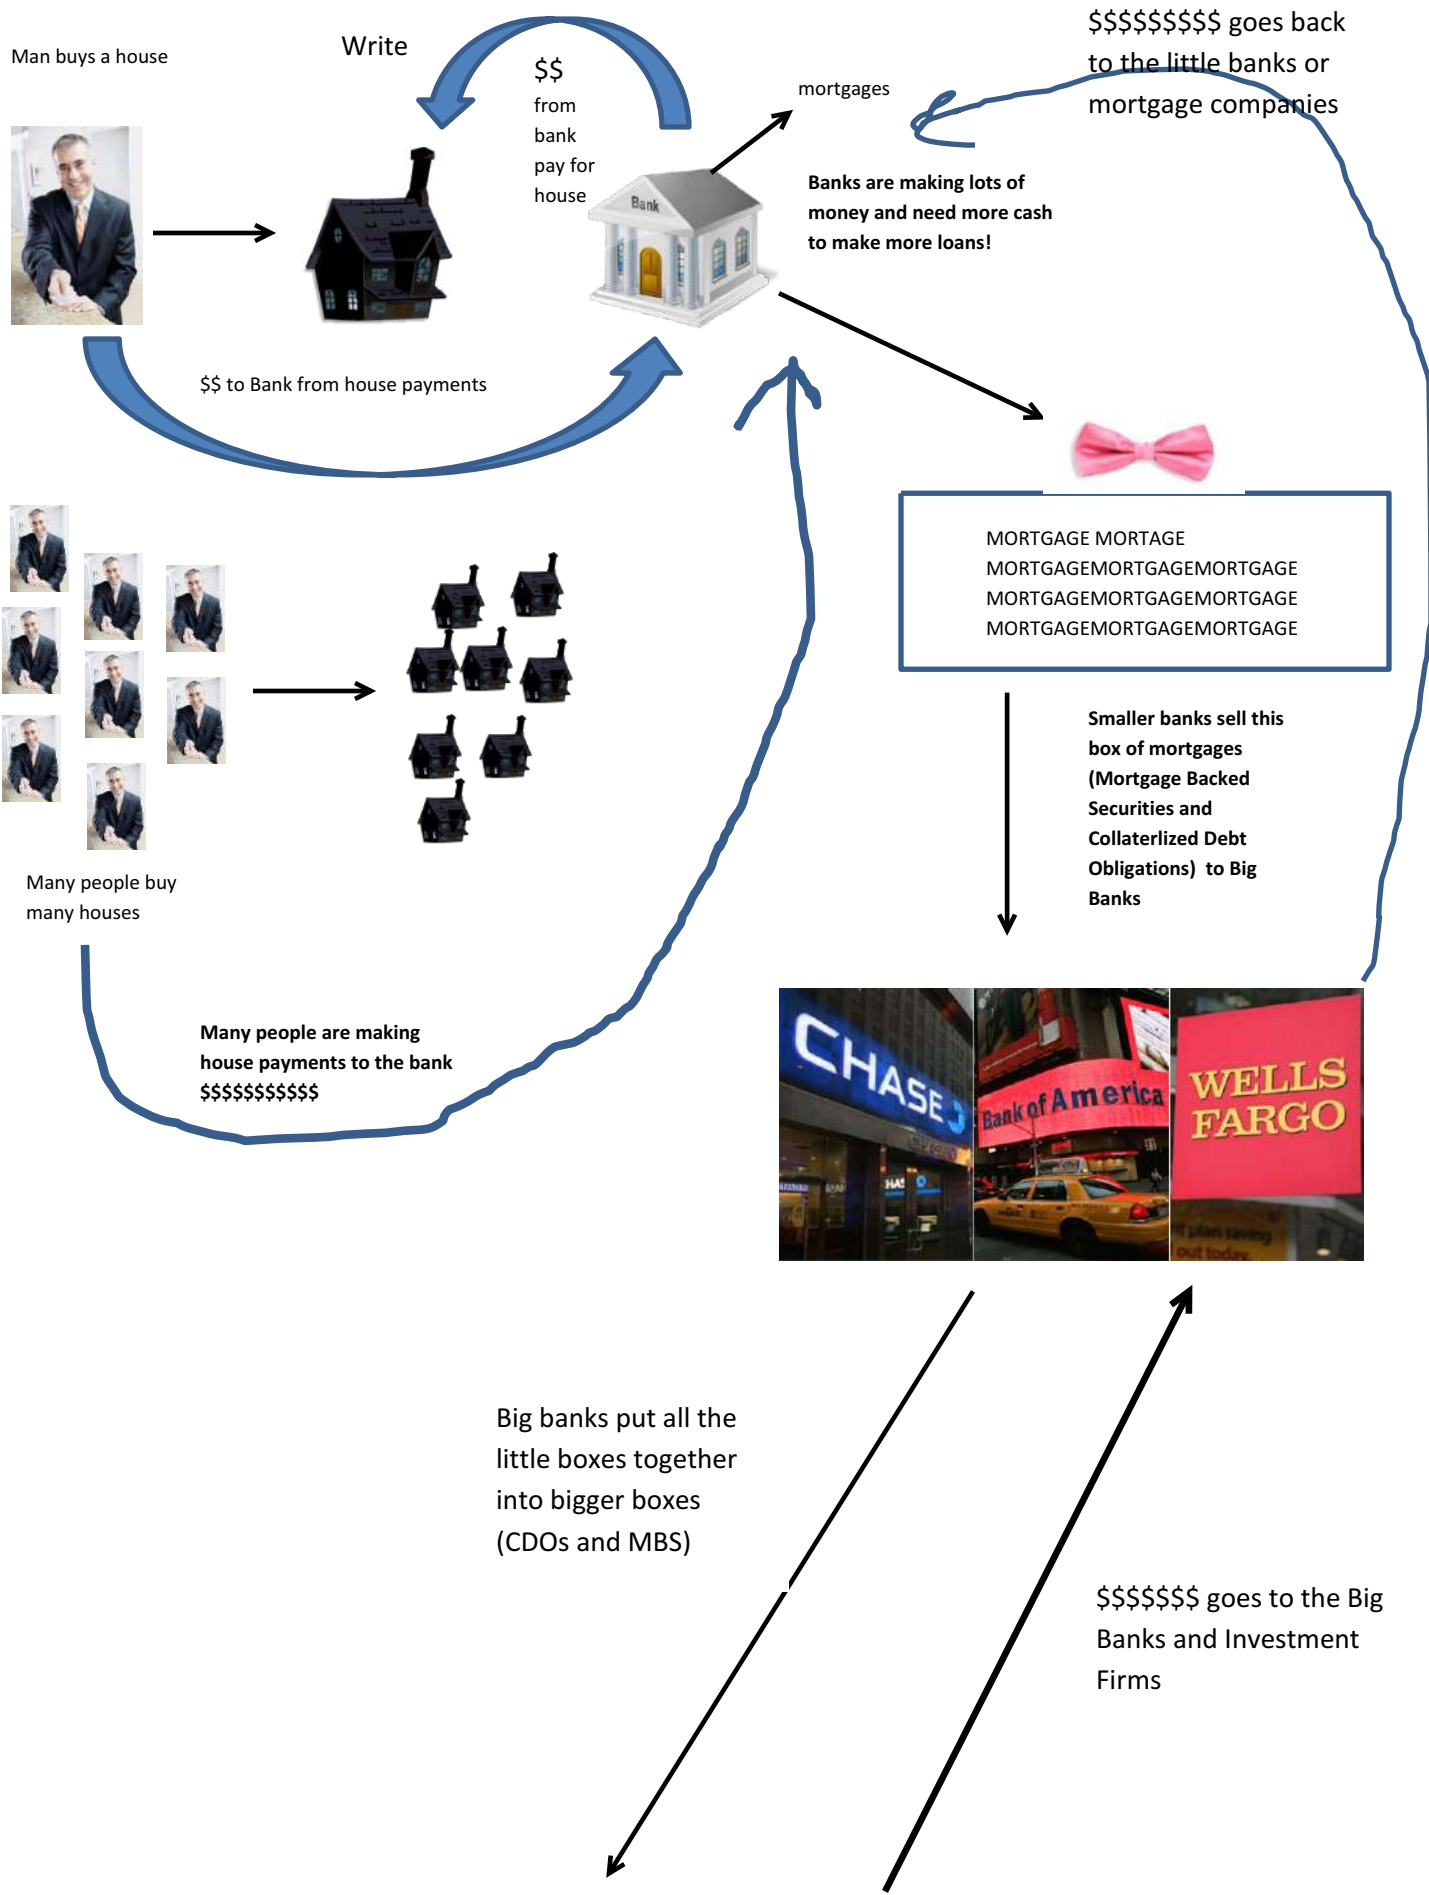 Man buys a house
Write
$$
from
bank
pay for
house
mortgages
$$$$$$$$$ goes back
to the little banks or
mortgage companies
Bank
Banks are making lots of
money and need more cash
to make more loans!
$$ to Bank from house payments
MORTGAGE MORTAGE
MORTGAGEMORTGAGEMORTGAGE
MORTGAGEMORTGAGEMORTGAGE
MORTGAGEMORTGAGEMORTGAGE
Smaller banks sell this
box of mortgages
(Mortgage Backed
Securities and
Collaterlized Debt
Obligations)  to Big
Banks
Many people buy
many houses
Many people are making
house payments to the bank
$$$$$$$$$$$
CHASE
Bank of America
WELLS
FARGO
plan saving
out today.
Big banks put all the
little boxes together
into bigger boxes
(CDOs and MBS)
$$$$$$$ goes to the Big
Banks and Investment
Firms